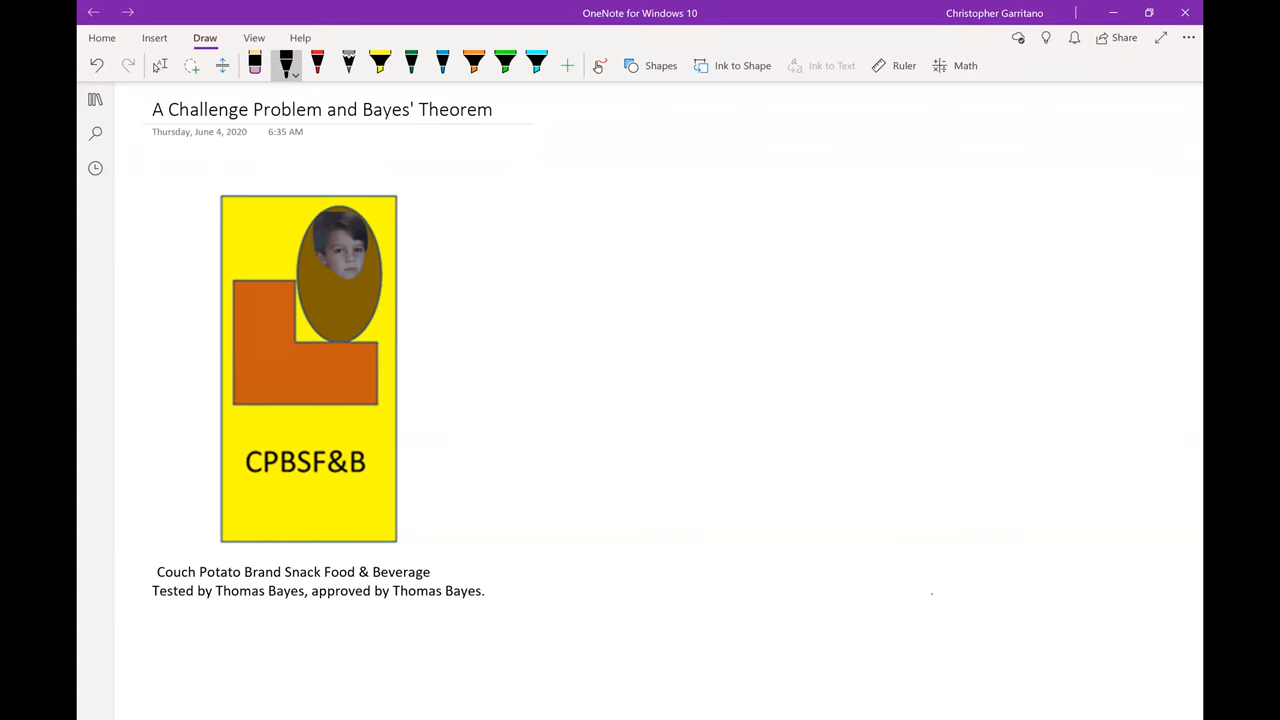 OneNote for Windows 10
Christopher Garritano
Home Insert Draw View Help
Share
Shapes Ink to Shape Ink to Text Ruler Math
A Challenge Problem and Bayes' Theorem
Thursday, June 4, 2020 6:35 AM
CPBSF&B
Couch Potato Brand Snack Food & Beverage
Tested by Thomas Bayes, approved by Thomas Bayes.